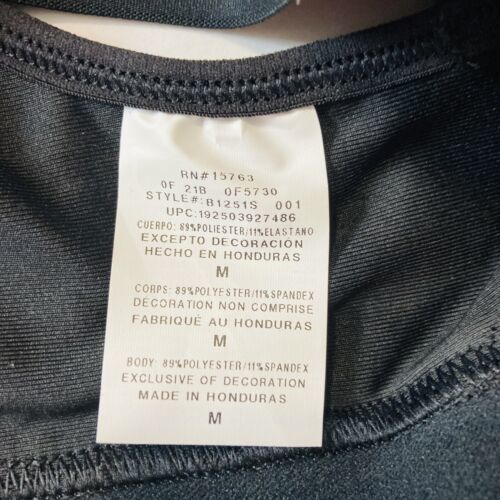 RN#15763
0F 21B 0F5730
STYLE#:B1251S 001
UPC:192503927486
CUERPO: 89%POLIESTER/11%ELASTANO
EXCEPTO DECORACIÓN
HECHO EN HONDURAS
M
CORPS: 89%POLYESTER/11%SPANDEX
DÉCORATION NON COMPRISE
FABRIQUÉ AU HONDURAS
M
BODY: 89%POLYESTER/11%SPANDEX
EXCLUSIVE OF DECORATION
MADE IN HONDURAS
M